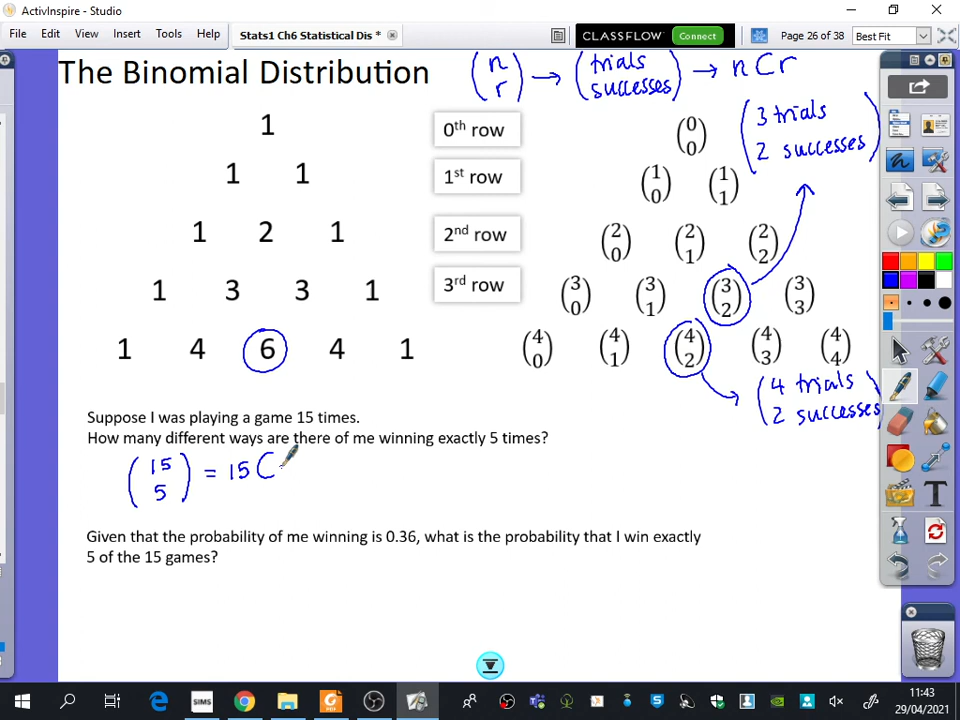 ActivInspire - Studio
File Edit View Insert Tools Help
Stats1 Ch6 Statistical Dis *
CLASSFLOW Connect
Page 26 of 38
Best Fit
The Binomial Distribution
(n r) → (trials successes) → n C r
1
0th row
(0 0)
(3 trials 2 successes)
1 1
1st row
(1 0) (1 1)
1 2 1
2nd row
(2 0) (2 1) (2 2)
1 3 3 1
3rd row
(3 0) (3 1) (3 2) (3 3)
1 4 6 4 1
(4 0) (4 1) (4 2) (4 3) (4 4)
(4 trials 2 successes)
Suppose I was playing a game 15 times.
How many different ways are there of me winning exactly 5 times?
(15 5) = 15 C
Given that the probability of me winning is 0.36, what is the probability that I win exactly
5 of the 15 games?
SIMS
11:43
29/04/2021